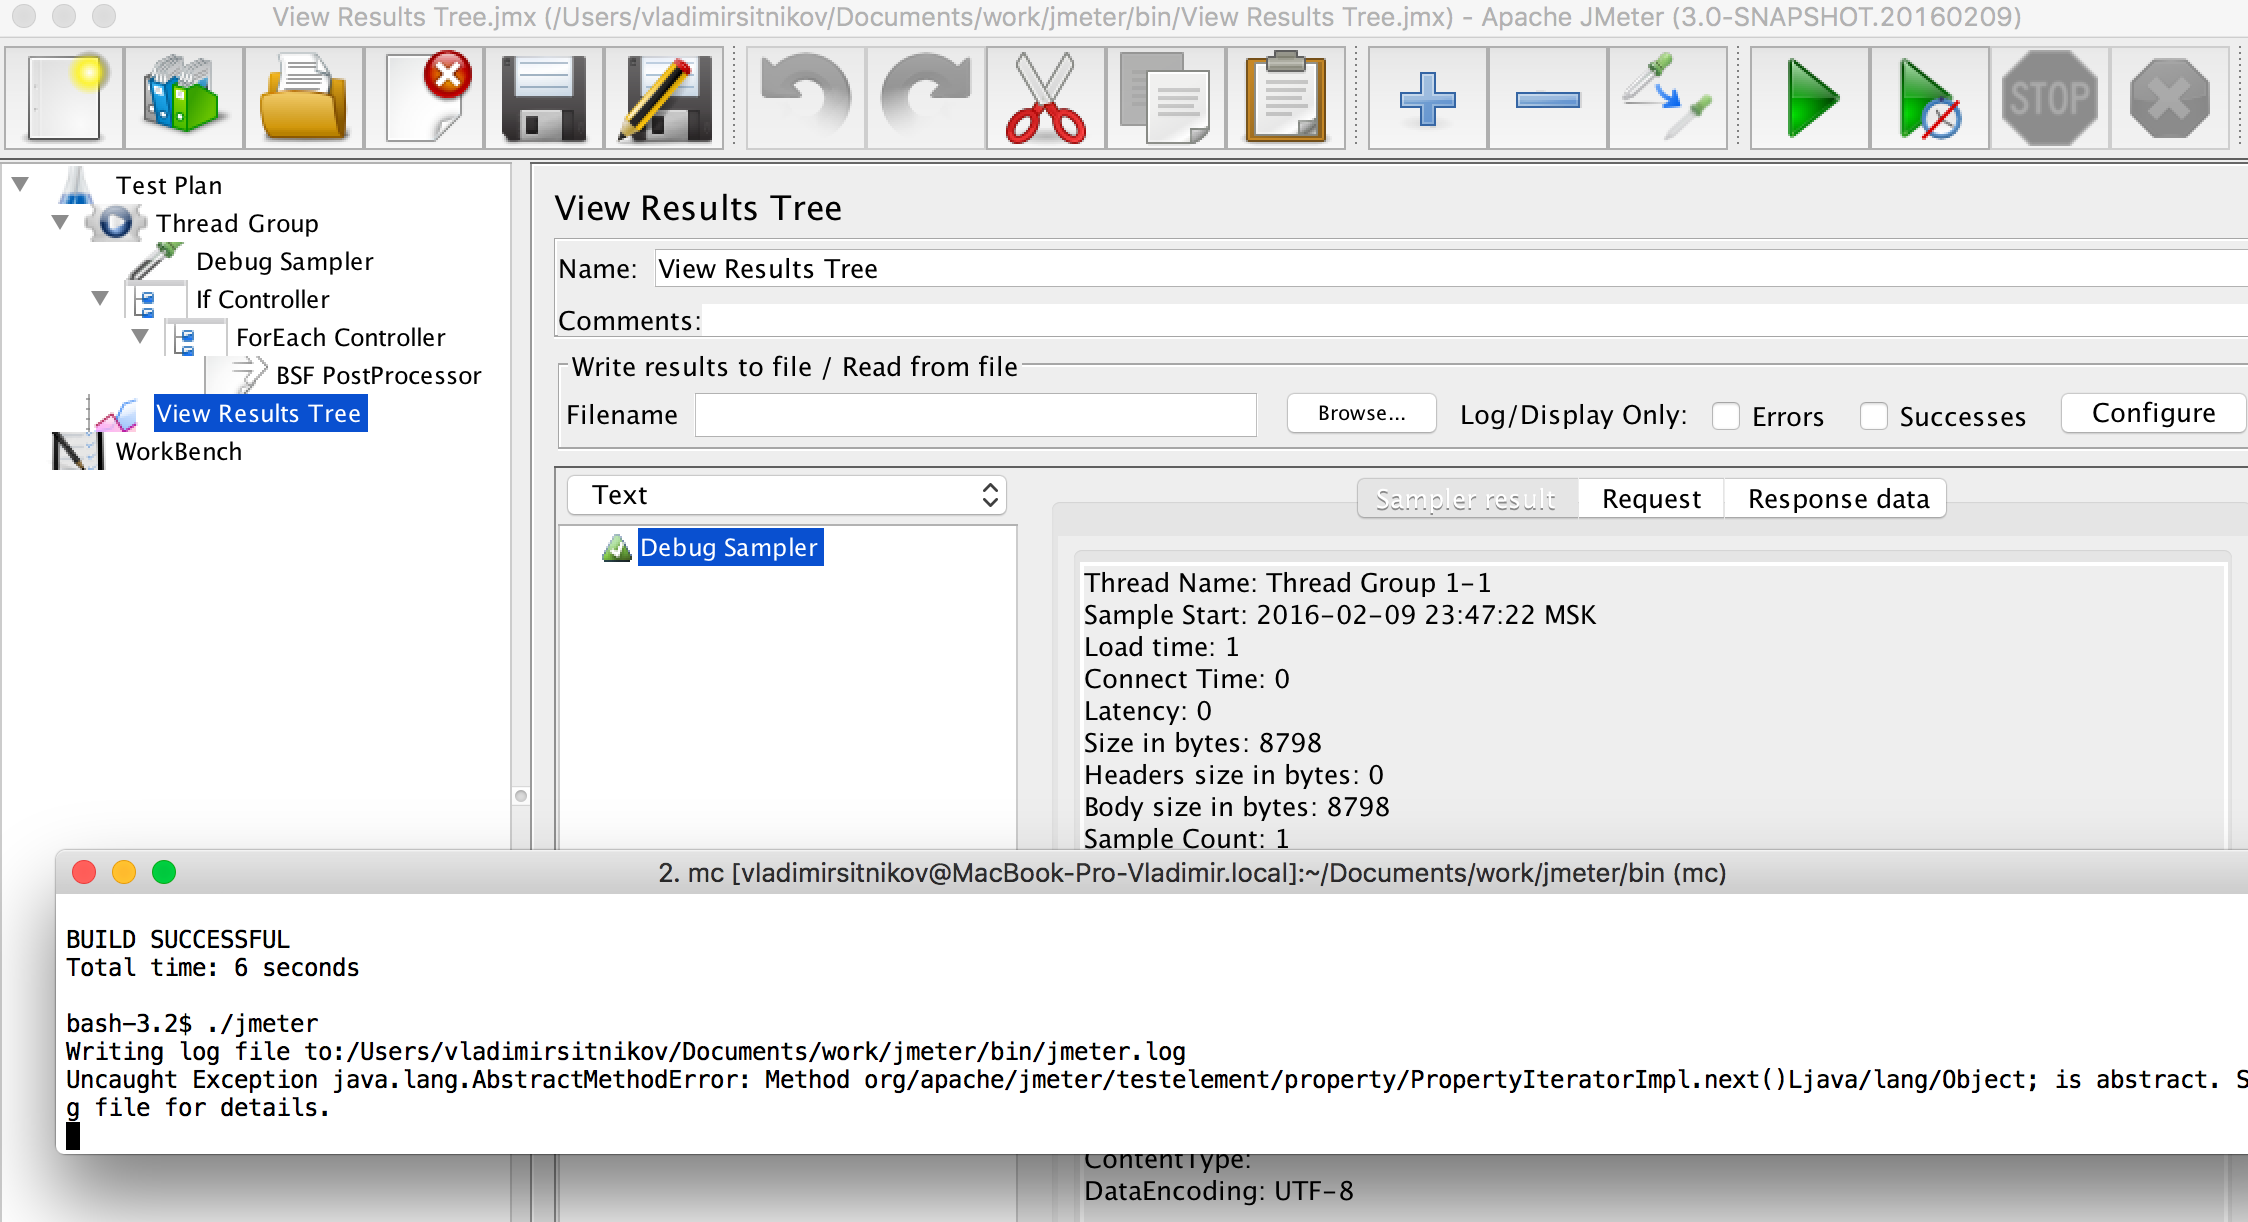 View Results Tree.jmx (/Users/vladimirsitnikov/Documents/work/jmeter/bin/View Results Tree.jmx) - Apache JMeter (3.0-SNAPSHOT.20160209)
STOP
Test Plan
Thread Group
Debug Sampler
If Controller
ForEach Controller
BSF PostProcessor
View Results Tree
WorkBench
View Results Tree
Name: View Results Tree
Comments:
Write results to file / Read from file
Filename Browse... Log/Display Only: Errors Successes Configure
Text
Debug Sampler
Sampler result Request Response data
Thread Name: Thread Group 1-1
Sample Start: 2016-02-09 23:47:22 MSK
Load time: 1
Connect Time: 0
Latency: 0
Size in bytes: 8798
Headers size in bytes: 0
Body size in bytes: 8798
Sample Count: 1
2. mc [vladimirsitnikov@MacBook-Pro-Vladimir.local]:~/Documents/work/jmeter/bin (mc)
BUILD SUCCESSFUL
Total time: 6 seconds
bash-3.2$ ./jmeter
Writing log file to:/Users/vladimirsitnikov/Documents/work/jmeter/bin/jmeter.log
Uncaught Exception java.lang.AbstractMethodError: Method org/apache/jmeter/testelement/property/PropertyIteratorImpl.next()Ljava/lang/Object; is abstract. S
g file for details.
ContentType:
DataEncoding: UTF-8